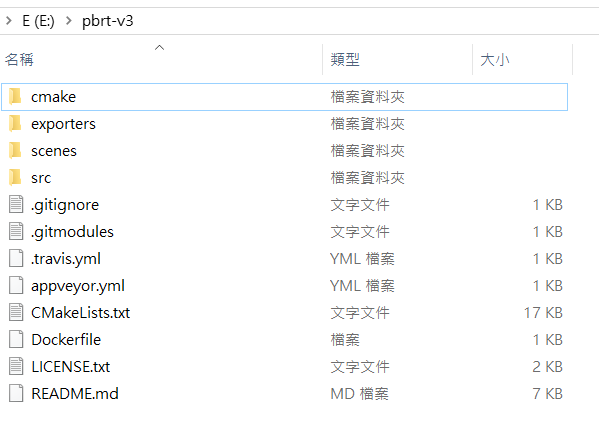 E (E:) pbrt-v3
名稱 類型 大小
cmake 檔案資料夾
exporters 檔案資料夾
scenes 檔案資料夾
src 檔案資料夾
.gitignore 文字文件 1 KB
.gitmodules 文字文件 1 KB
.travis.yml YML 檔案 1 KB
appveyor.yml YML 檔案 1 KB
CMakeLists.txt 文字文件 17 KB
Dockerfile 檔案 1 KB
LICENSE.txt 文字文件 2 KB
README.md MD 檔案 7 KB